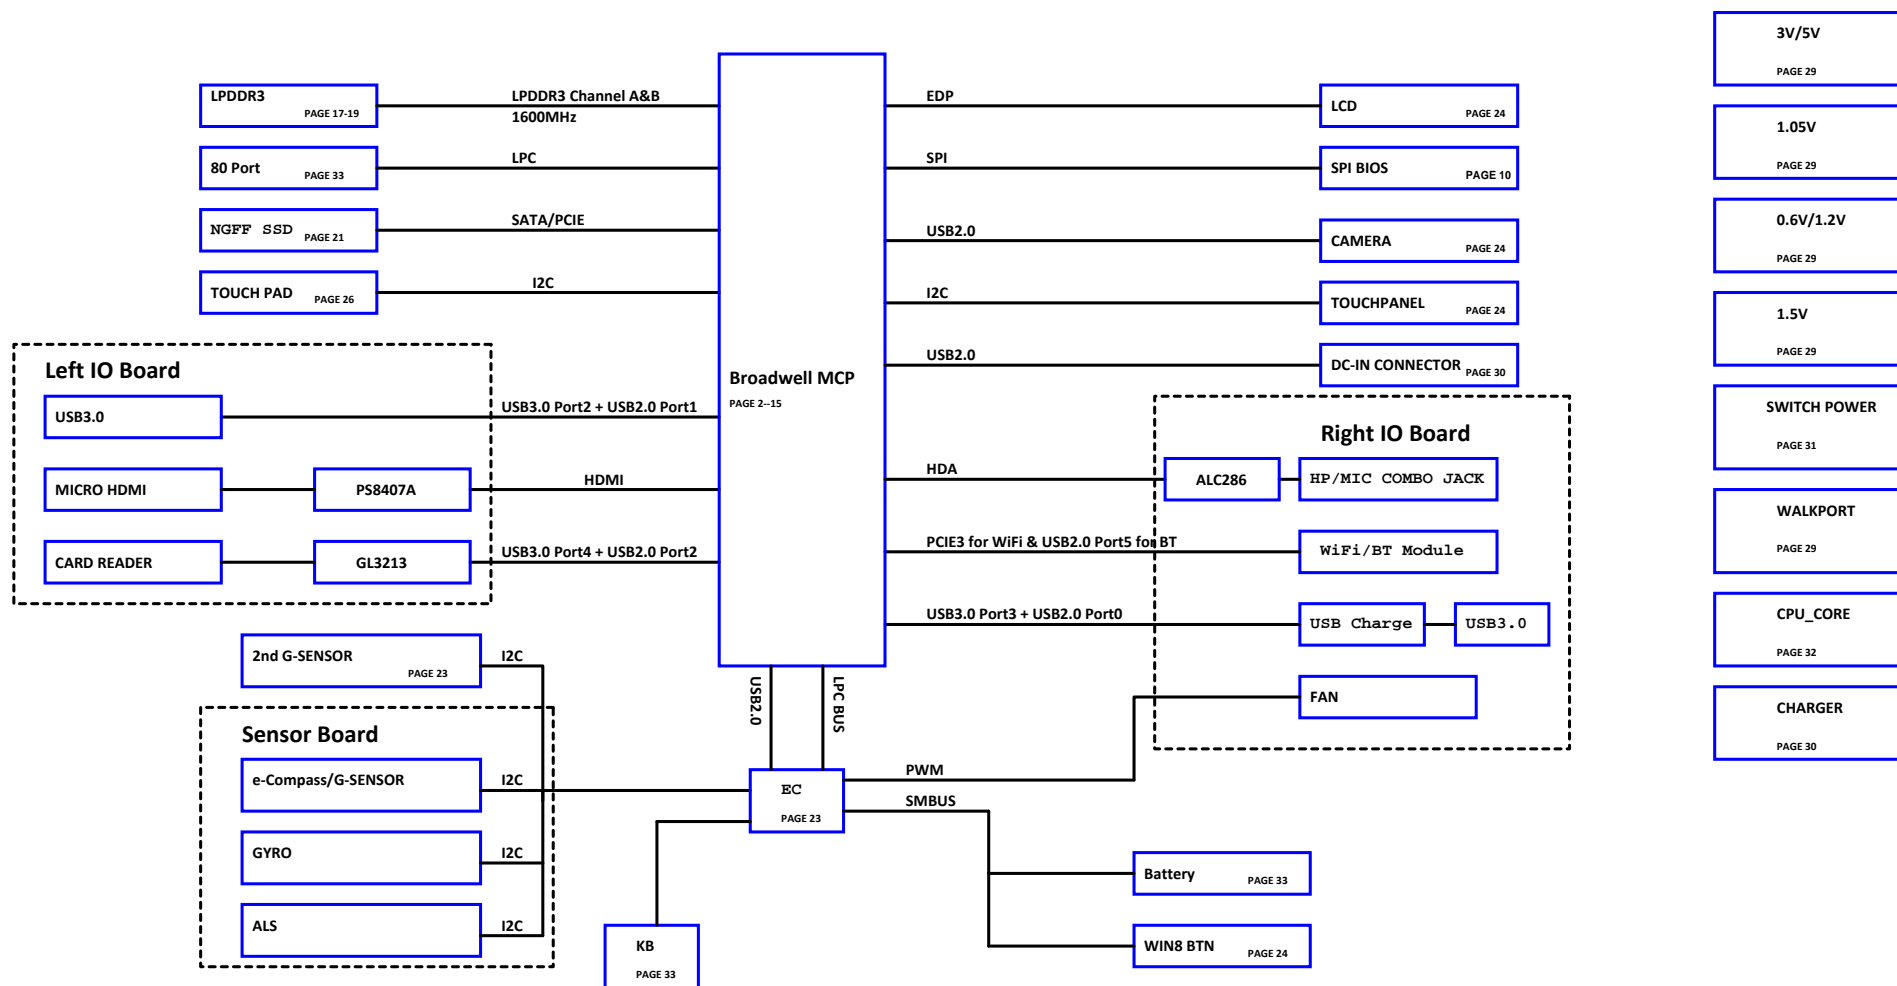 LPDDR3
PAGE 17-19
LPDDR3 Channel A&B
1600MHz
80 Port
PAGE 33
LPC
NGFF SSD
PAGE 21
SATA/PCIE
TOUCH PAD
PAGE 26
I2C
Left IO Board
USB3.0
USB3.0 Port2 + USB2.0 Port1
MICRO HDMI
PS8407A
HDMI
CARD READER
GL3213
USB3.0 Port4 + USB2.0 Port2
2nd G-SENSOR
PAGE 23
I2C
Sensor Board
e-Compass/G-SENSOR
I2C
GYRO
I2C
ALS
I2C
Broadwell MCP
PAGE 2--15
USB2.0
LPC BUS
EC
PAGE 23
KB
PAGE 33
EDP
LCD
PAGE 24
SPI
SPI BIOS
PAGE 10
USB2.0
CAMERA
PAGE 24
I2C
TOUCHPANEL
PAGE 24
USB2.0
DC-IN CONNECTOR
PAGE 30
Right IO Board
HDA
ALC286
HP/MIC COMBO JACK
PCIE3 for WiFi & USB2.0 Port5 for BT
WiFi/BT Module
USB3.0 Port3 + USB2.0 Port0
USB Charge
USB3.0
FAN
PWM
SMBUS
Battery
PAGE 33
WIN8 BTN
PAGE 24
3V/5V
PAGE 29
1.05V
PAGE 29
0.6V/1.2V
PAGE 29
1.5V
PAGE 29
SWITCH POWER
PAGE 31
WALKPORT
PAGE 29
CPU_CORE
PAGE 32
CHARGER
PAGE 30